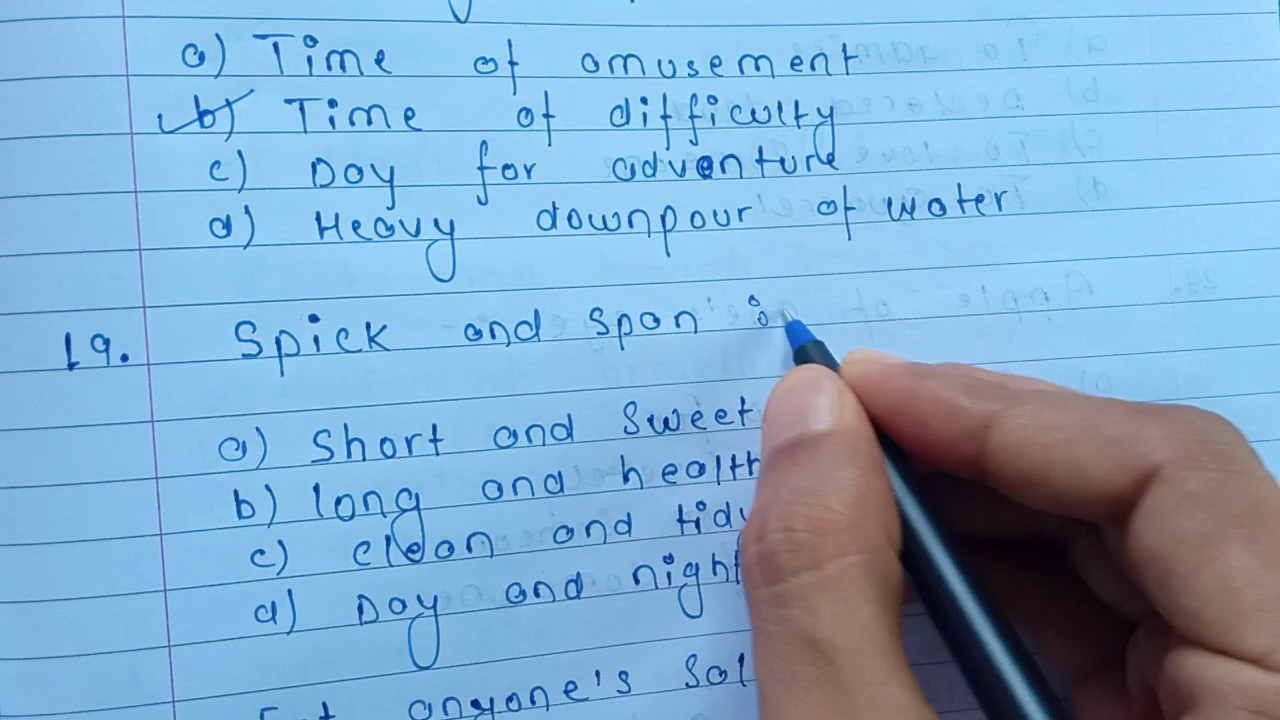 a) Time of amusement
b) Time of difficulty
c) Day for adventure
d) Heavy downpour of water
19. Spick and span :
a) Short and sweet
b) long and health
c) clean and tidy
d) Day and night
anyone's sal